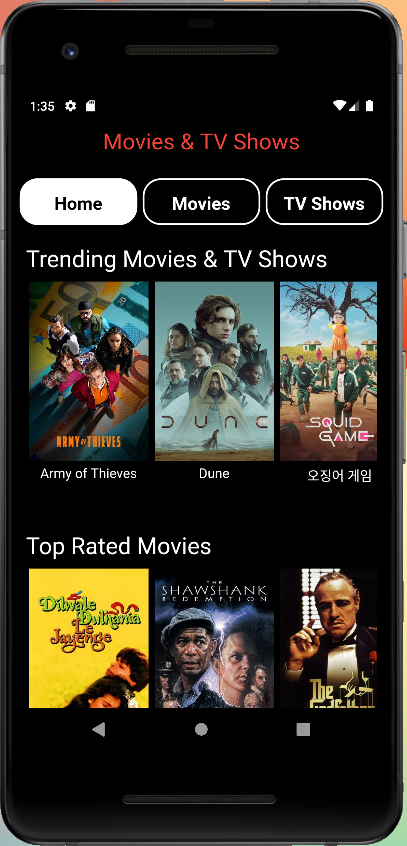 1:35
Movies & TV Shows
Home
Movies
TV Shows
Trending Movies & TV Shows
ARMY OF THIEVES
DUNE
SQUID
GAME
Army of Thieves
Dune
오징어 게임
Top Rated Movies
Dilwale
Dulhania
Le
Jayenge
THE
SHAWSHANK
REDEMPTION
The
Godfather